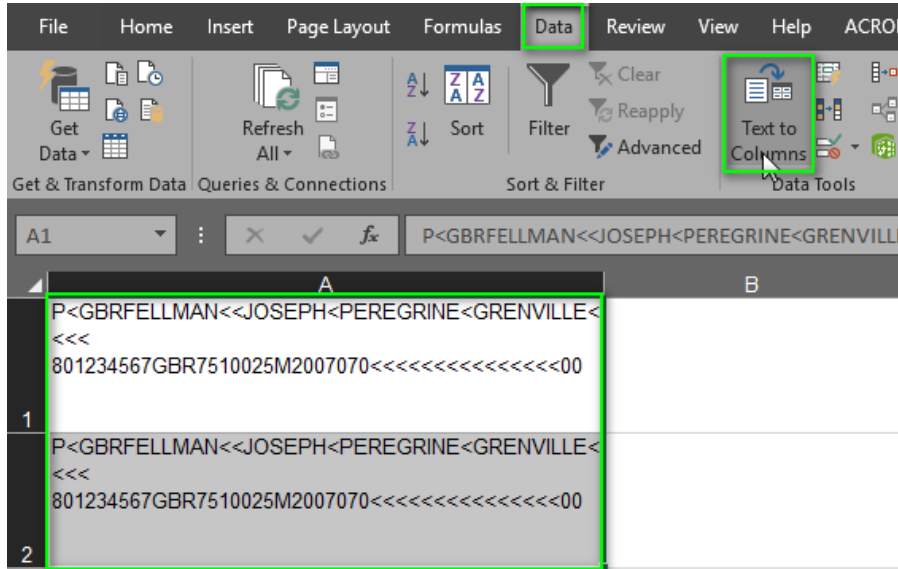 File Home Insert Page Layout Formulas Data Review View Help ACRO
Get Data
Refresh All
Sort
Filter
Clear
Reapply
Advanced
Text to Columns
Get & Transform Data Queries & Connections Sort & Filter Data Tools
A1 fx P<GBRFELLMAN<<JOSEPH<PEREGRINE<GRENVILL
A B
1
P<GBRFELLMAN<<JOSEPH<PEREGRINE<GRENVILLE<
<<<
801234567GBR7510025M2007070<<<<<<<<<<<<<<<00
2
P<GBRFELLMAN<<JOSEPH<PEREGRINE<GRENVILLE<
<<<
801234567GBR7510025M2007070<<<<<<<<<<<<<<<00